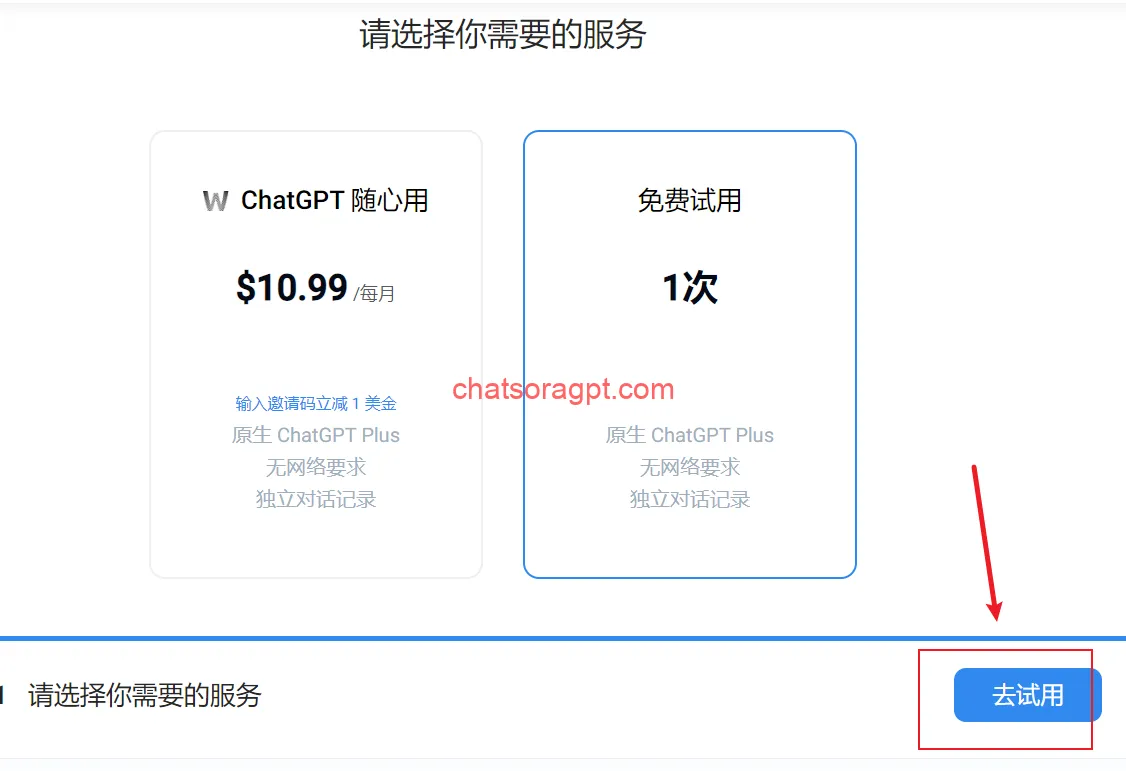 请选择你需要的服务
W ChatGPT 随心用
$10.99 /每月
输入邀请码立减 1 美金
原生 ChatGPT Plus
无网络要求
独立对话记录
免费试用
1次
原生 ChatGPT Plus
无网络要求
独立对话记录
chatsoragpt.com
请选择你需要的服务
去试用